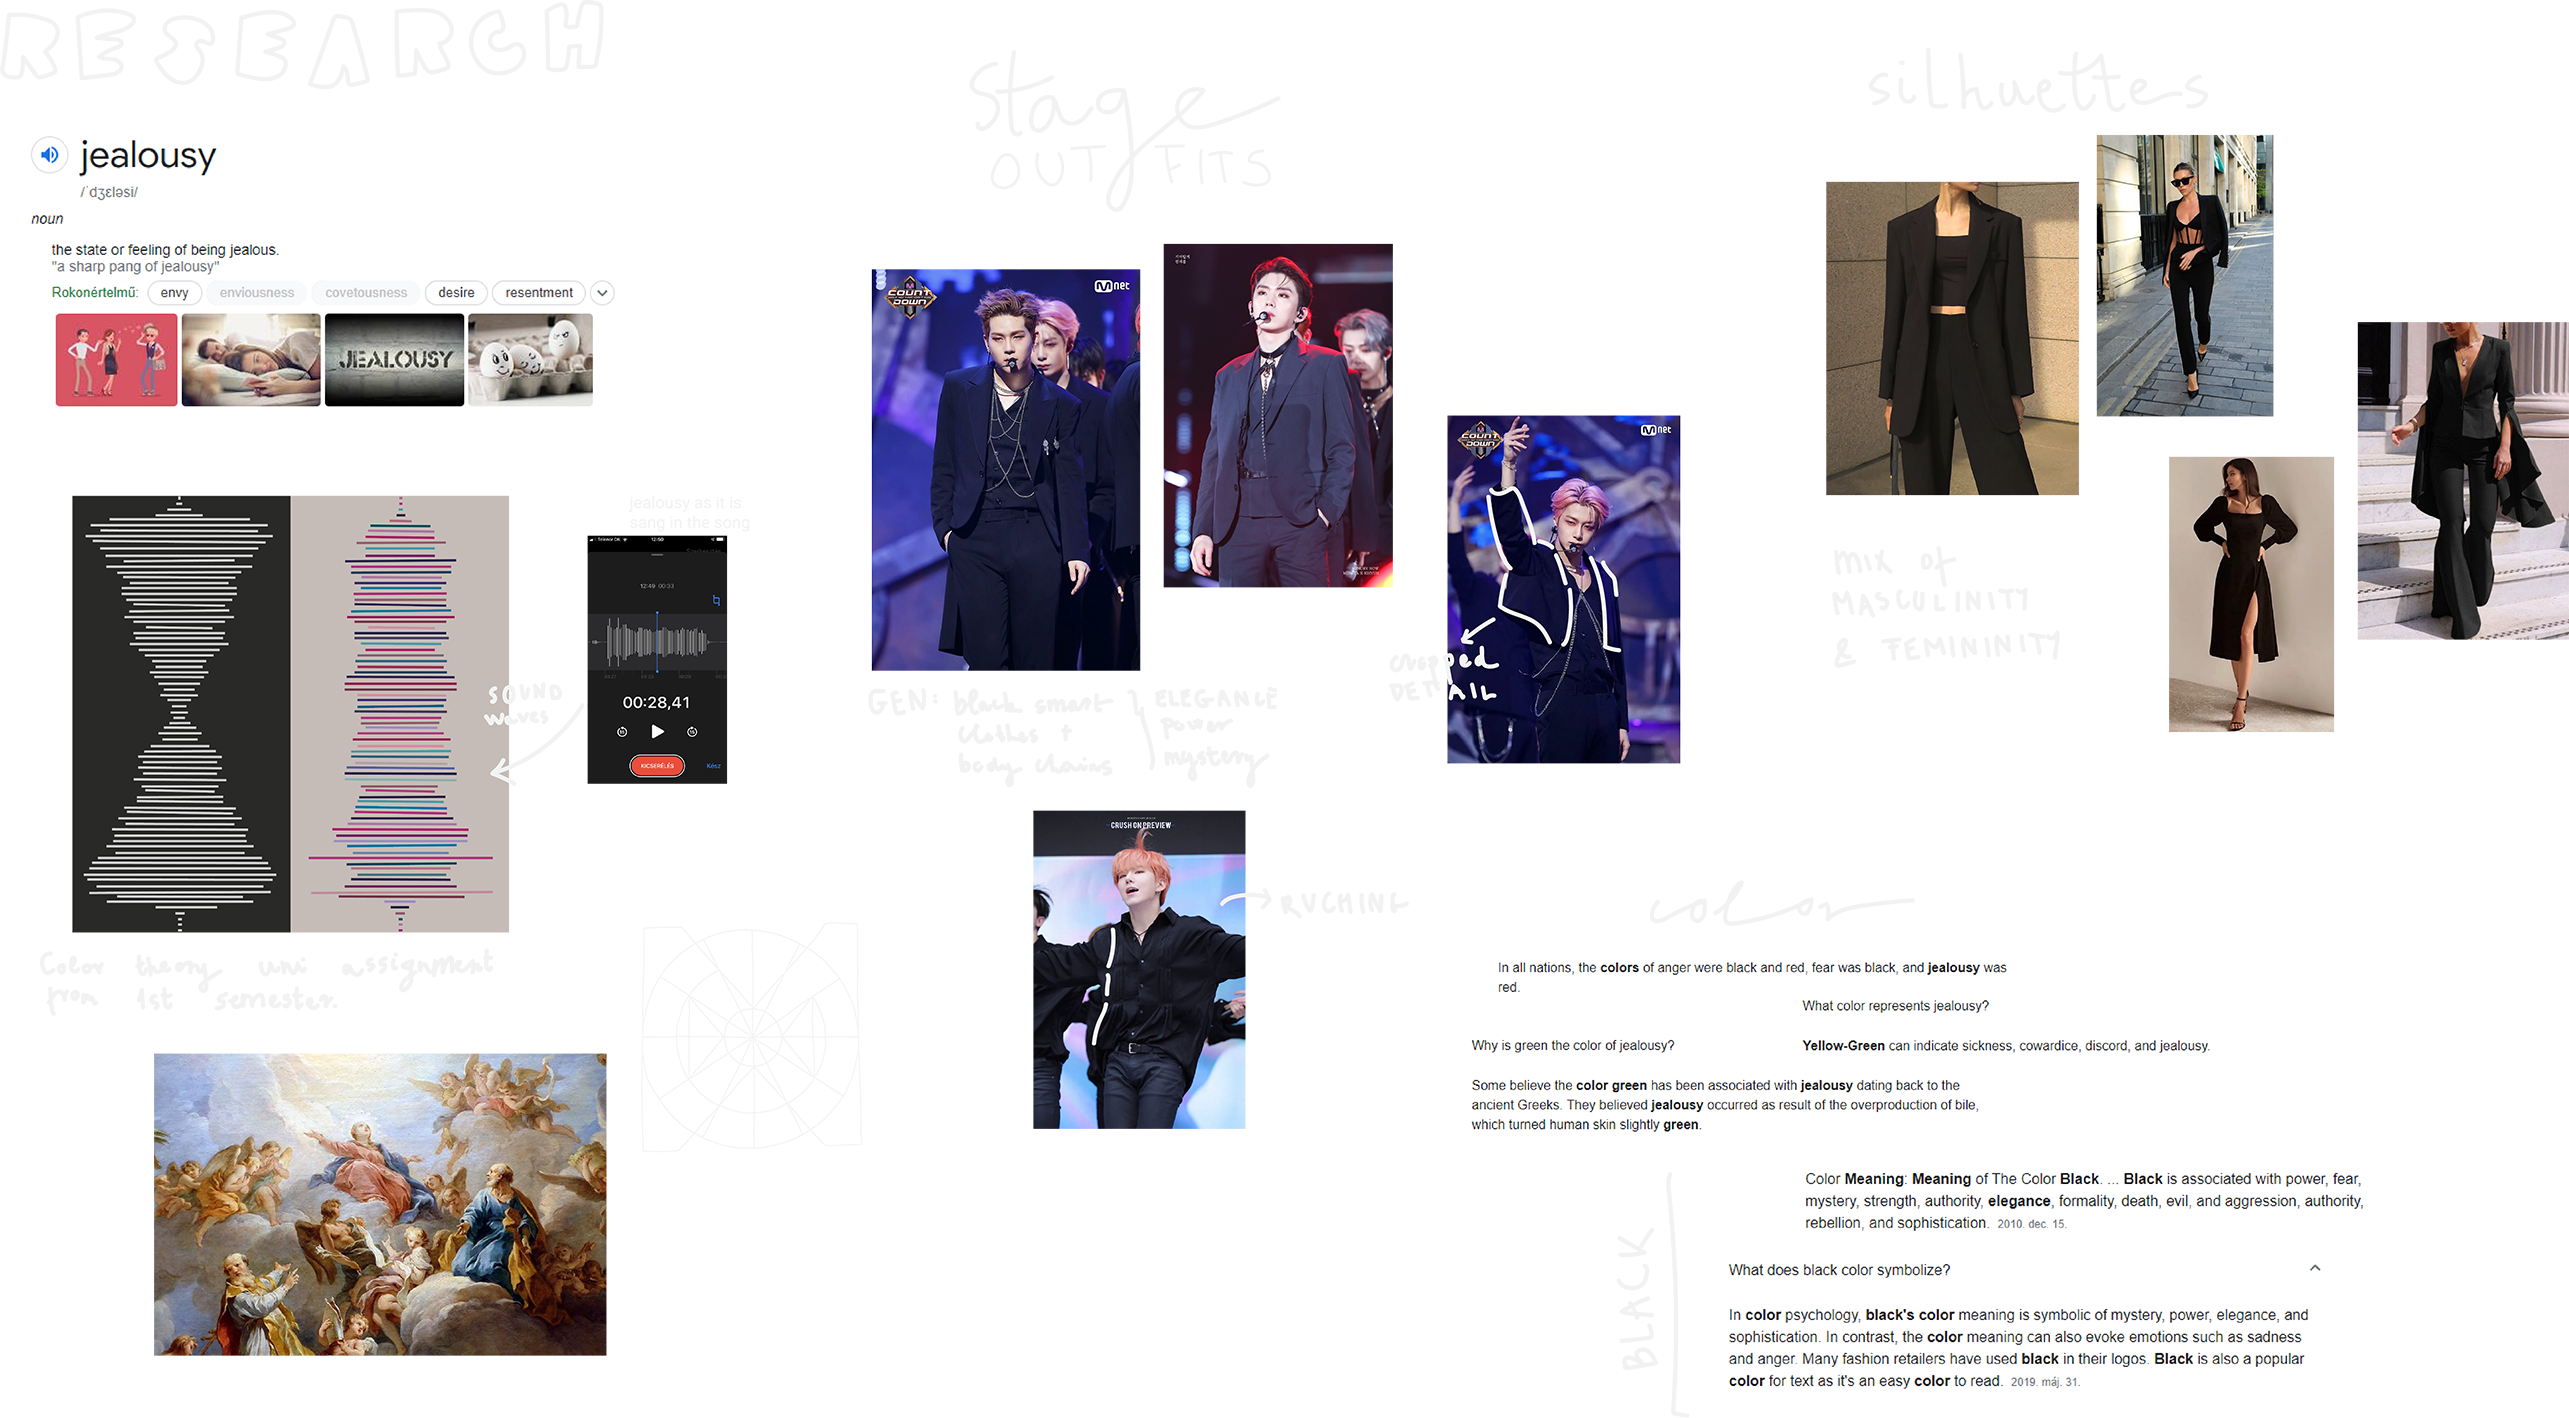 RESEARCH
jealousy
/ˈdʒɛləsi/
noun
the state or feeling of being jealous.
"a sharp pang of jealousy"
Rokonértelmű: envy enviousness covetousness desire resentment
JEALOUSY
jealousy as it is
sang in the song
12:50
12:49 00:33
00:28,41
KICSERÉLÉS
Kész
SOUND
waves
Color theory uni assignment
from 1st semester.
Stage
OUTFITS
M
COUNT
DOWN
Mnet
GEN: black smart
clothes +
body chains
ELEGANCE
Power
mystery
M
COUNT
DOWN
Mnet
cropped
DETAIL
CRUSH ON PREVIEW
RUCHING
silhuettes
mix of
MASCULINITY
& FEMININITY
color
In all nations, the colors of anger were black and red, fear was black, and jealousy was
red.
What color represents jealousy?
Why is green the color of jealousy?
Yellow-Green can indicate sickness, cowardice, discord, and jealousy.
Some believe the color green has been associated with jealousy dating back to the
ancient Greeks. They believed jealousy occurred as result of the overproduction of bile,
which turned human skin slightly green.
BLACK
Color Meaning: Meaning of The Color Black. ... Black is associated with power, fear,
mystery, strength, authority, elegance, formality, death, evil, and aggression, authority,
rebellion, and sophistication. 2010. dec. 15.
What does black color symbolize?
In color psychology, black's color meaning is symbolic of mystery, power, elegance, and
sophistication. In contrast, the color meaning can also evoke emotions such as sadness
and anger. Many fashion retailers have used black in their logos. Black is also a popular
color for text as it's an easy color to read. 2019. máj. 31.